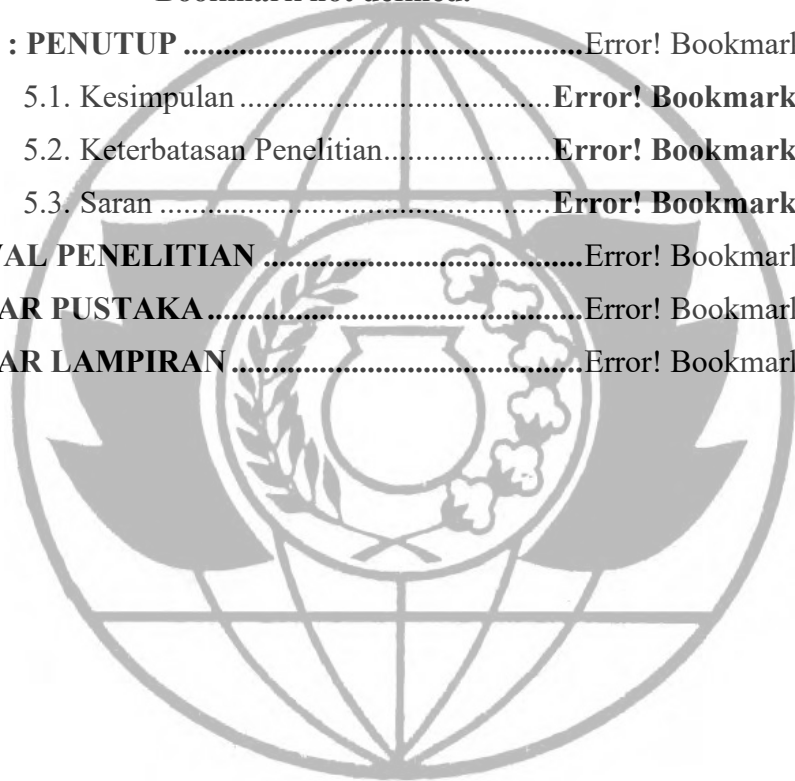 Bookmark not defined.
: PENUTUP ................................................. Error! Bookmark
5.1. Kesimpulan ...................................... Error! Bookmark
5.2. Keterbatasan Penelitian..................... Error! Bookmark
5.3. Saran ................................................ Error! Bookmark
AL PENELITIAN ....................................... Error! Bookmark
AR PUSTAKA .............................................. Error! Bookmark
AR LAMPIRAN ........................................... Error! Bookmark